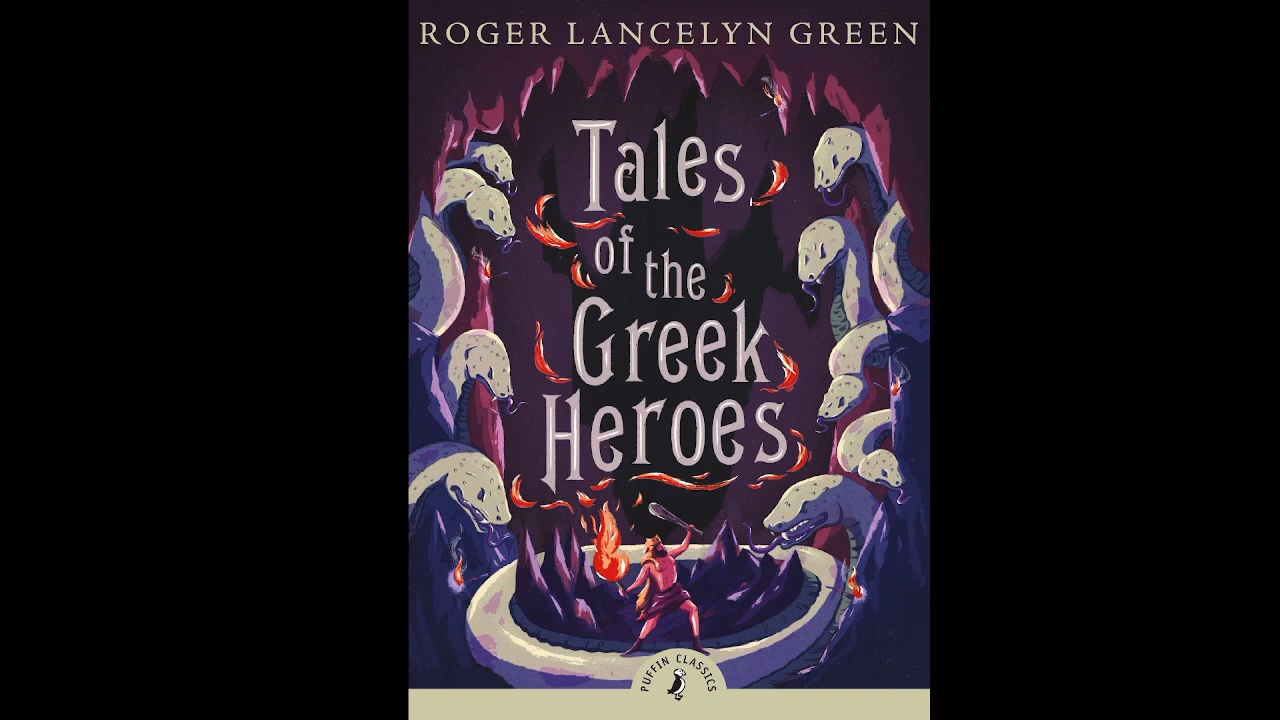 ROGER LANCELYN GREEN
Tales
of the
Greek
Heroes
PUFFIN CLASSICS